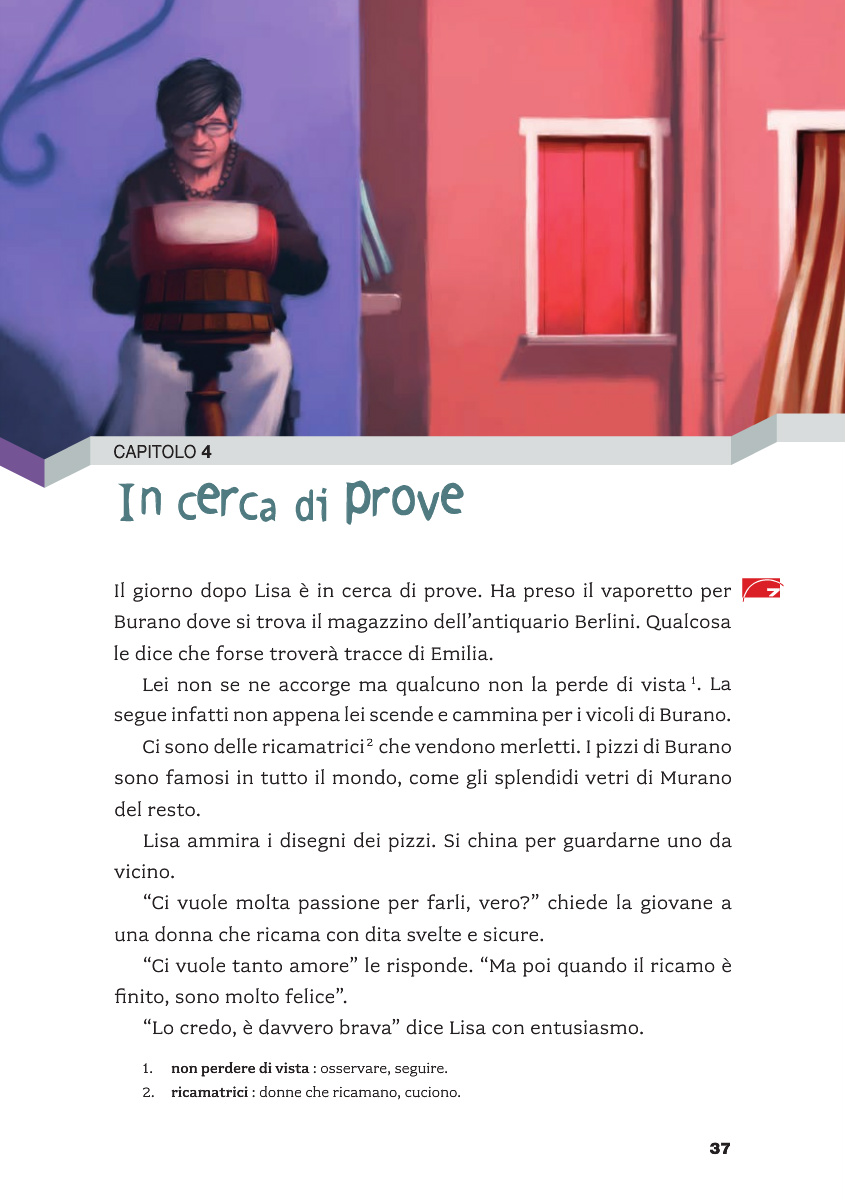 CAPITOLO 4
In cerca di prove
Il giorno dopo Lisa è in cerca di prove. Ha preso il vaporetto per
7
Burano dove si trova il magazzino dell’antiquario Berlini. Qualcosa
le dice che forse troverà tracce di Emilia.
Lei non se ne accorge ma qualcuno non la perde di vista 1. La
segue infatti non appena lei scende e cammina per i vicoli di Burano.
Ci sono delle ricamatrici 2 che vendono merletti. I pizzi di Burano
sono famosi in tutto il mondo, come gli splendidi vetri di Murano
del resto.
Lisa ammira i disegni dei pizzi. Si china per guardarne uno da
vicino.
“Ci vuole molta passione per farli, vero?” chiede la giovane a
una donna che ricama con dita svelte e sicure.
“Ci vuole tanto amore” le risponde. “Ma poi quando il ricamo è
finito, sono molto felice”.
“Lo credo, è davvero brava” dice Lisa con entusiasmo.
1. non perdere di vista : osservare, seguire.
2. ricamatrici : donne che ricamano, cuciono.
37